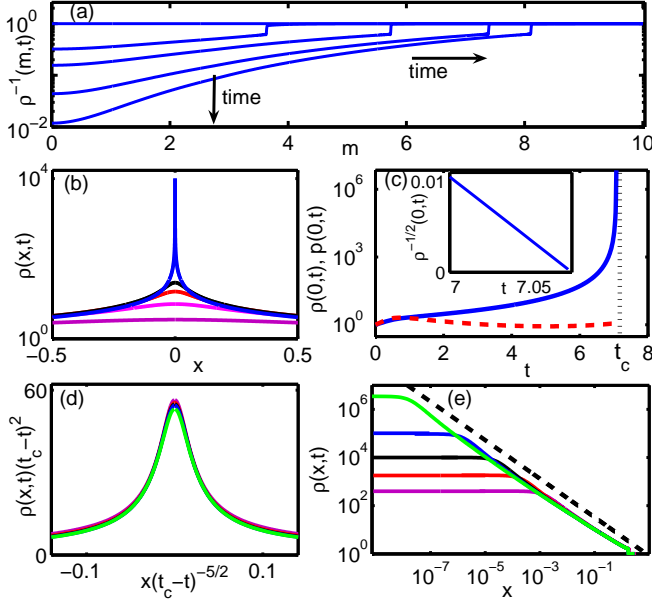 (a)
10^0
10^-2
ρ^-1(m,t)
time
time
0 2 4 6 8 10
m
(b)
10^4
10^0
ρ(x,t)
−0.5 0 0.5
x
(c)
10^6
10^3
10^0
ρ(0,t), p(0,t)
0.01
0
ρ^-1/2(0,t)
7 t 7.05
0 2 4 6 t_c 8
t
(d)
60
0
ρ(x,t)(t_c−t)^2
−0.1 0.1
x(t_c−t)^-5/2
(e)
10^6
10^4
10^2
10^0
ρ(x,t)
10^-7 10^-5 10^-3 10^-1
x